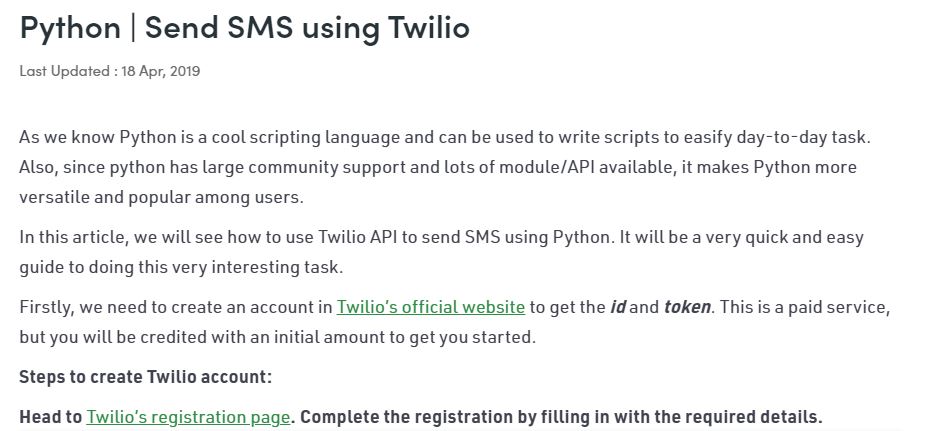 Python | Send SMS using Twilio
Last Updated : 18 Apr, 2019
As we know Python is a cool scripting language and can be used to write scripts to easify day-to-day task.
Also, since python has large community support and lots of module/API available, it makes Python more
versatile and popular among users.
In this article, we will see how to use Twilio API to send SMS using Python. It will be a very quick and easy
guide to doing this very interesting task.
Firstly, we need to create an account in Twilio’s official website to get the id and token. This is a paid service,
but you will be credited with an initial amount to get you started.
Steps to create Twilio account:
Head to Twilio’s registration page. Complete the registration by filling in with the required details.